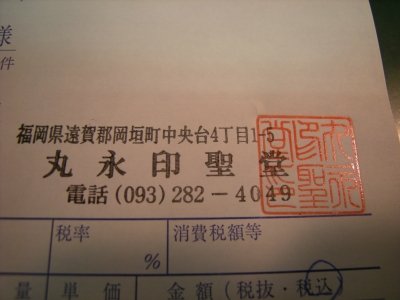 様
件
福岡県遠賀郡岡垣町中央台4丁目1-5
丸永印聖堂
電話(093)282-4049
税率
消費税額等
%
量 単価 金額(税抜・税込)